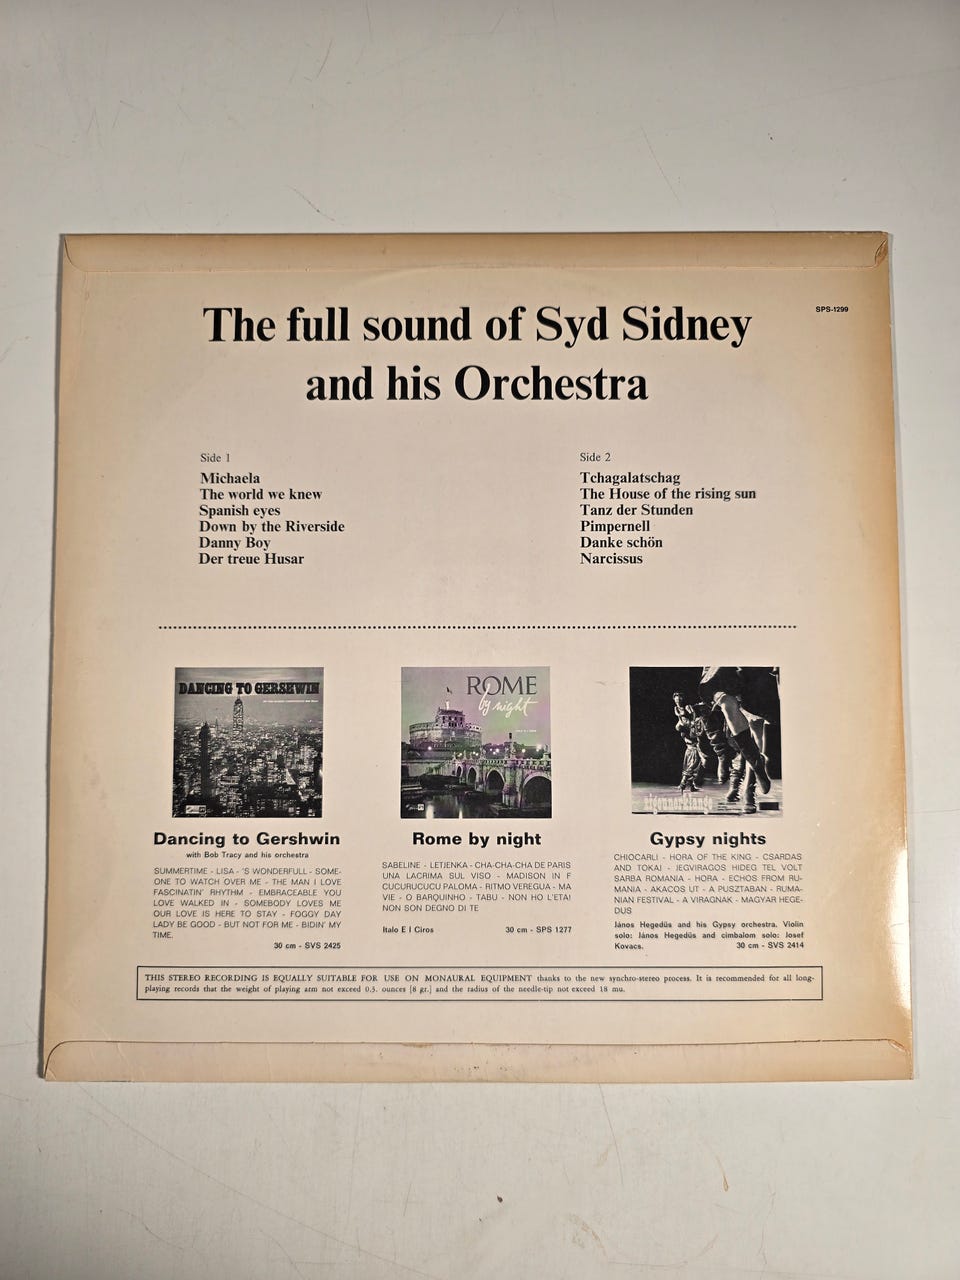 SPS-1299
The full sound of Syd Sidney
and his Orchestra
Side 1
Michaela
The world we knew
Spanish eyes
Down by the Riverside
Danny Boy
Der treue Husar
Side 2
Tchagalatschag
The House of the rising sun
Tanz der Stunden
Pimpernell
Danke schön
Narcissus
DANCING TO GERSHWIN
Dancing to Gershwin
with Bob Tracy and his orchestra
SUMMERTIME - LISA - 'S WONDERFULL - SOME-
ONE TO WATCH OVER ME - THE MAN I LOVE
FASCINATIN' RHYTHM - EMBRACEABLE YOU
LOVE WALKED IN - SOMEBODY LOVES ME
OUR LOVE IS HERE TO STAY - FOGGY DAY
LADY BE GOOD - BUT NOT FOR ME - BIDIN' MY
TIME.
30 cm - SVS 2425
ROME
by night
Rome by night
SABELINE - LETJENKA - CHA-CHA-CHA DE PARIS
UNA LACRIMA SUL VISO - MADISON IN F
CUCURUCUCU PALOMA - RITMO VEREGUA - MA
VIE - O BARQUINHO - TABU - NON HO L'ETA!
NON SON DEGNO DI TE
Italo E I Ciros 30 cm - SPS 1277
zigeunerklänge
Gypsy nights
CHIOCARLI - HORA OF THE KING - CSARDAS
AND TOKAI - JEGVIRAGOS HIDEG TEL VOLT
SARBA ROMANIA - HORA - ECHOS FROM RU-
MANIA - AKACOS UT - A PUSZTABAN - RUMA-
NIAN FESTIVAL - A VIRAGNAK - MAGYAR HEGE-
DUS
János Hegedüs and his Gypsy orchestra. Violin
solo: János Hegedüs and cimbalom solo: Josef
Kovacs. 30 cm - SVS 2414
THIS STEREO RECORDING IS EQUALLY SUITABLE FOR USE ON MONAURAL EQUIPMENT thanks to the new synchro-stereo process. It is recommended for all long-
playing records that the weight of playing arm not exceed 0.3. ounces [8 gr.] and the radius of the needle-tip not exceed 18 mu.